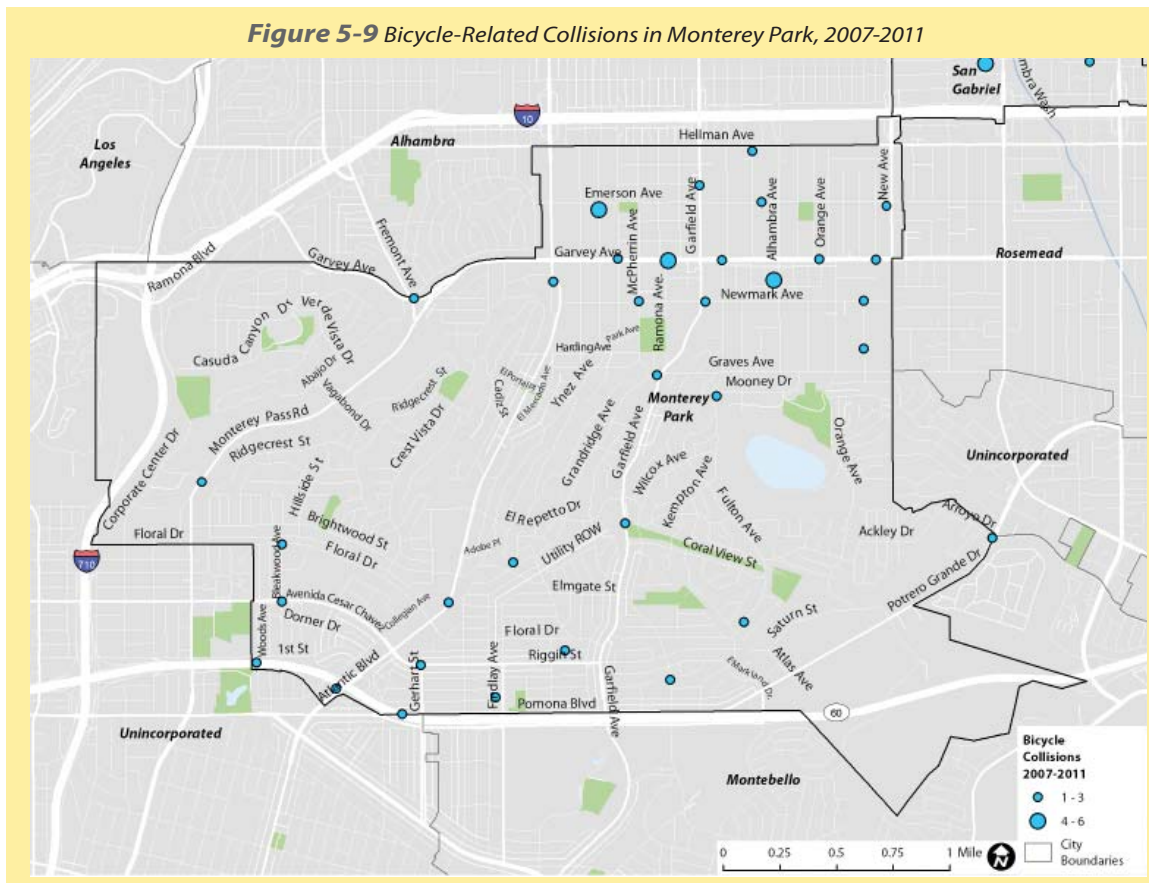 Figure 5-9 Bicycle-Related Collisions in Monterey Park, 2007-2011
San
Gabriel
mbra Wash
10
Los
Angeles
Alhambra
Hellman Ave
New Ave
Emerson Ave
Garfield Ave
Alhambra Ave
Orange Ave
McPherrin Ave
Fremont Ave
Garvey Ave
Garvey Ave
Rosemead
Ramona Blvd
Newmark Ave
Ramona Ave.
Casuda Canyon Dr
Verde Vista Dr
Park Ave
Harding Ave
Abajo Dr
Graves Ave
Mooney Dr
Vagabond Dr
Ridgecrest St
El Portal
El Mercado Ave
Cadiz St
Ynez Ave
Monterey
Park
Monterey Pass Rd
Ridgecrest St
Crest Vista Dr
Grandridge Ave
Garfield Ave
Orange Ave
Unincorporated
Corporate Center Dr
Hillside St
Wilcox Ave
Kempton Ave
Fulton Ave
El Repetto Dr
Brightwood St
Arroyo Dr
Floral Dr
Floral Dr
Ackley Dr
710
Bleakwood Ave
Adobe Pl
Utility ROW
Coral View St
Potrero Grande Dr
Elmgate St
Avenida Cesar Chavez
Collegian Ave
Dorner Dr
Woods Ave
Saturn St
Floral Dr
1st St
Riggin St
Atlantic Blvd
Gerhart St
Findlay Ave
Garfield Ave
El Markland Dr.
Atlas Ave
Pomona Blvd
60
Unincorporated
Montebello
Bicycle
Collisions
2007-2011
1 - 3
4 - 6
City
Boundaries
0 0.25 0.5 0.75 1 Mile
N